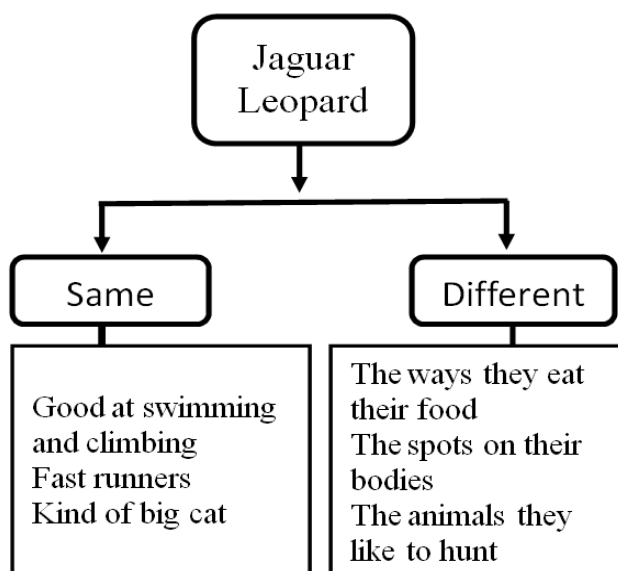 Jaguar
Leopard
Same
Different
Good at swimming
and climbing
Fast runners
Kind of big cat
The ways they eat
their food
The spots on their
bodies
The animals they
like to hunt